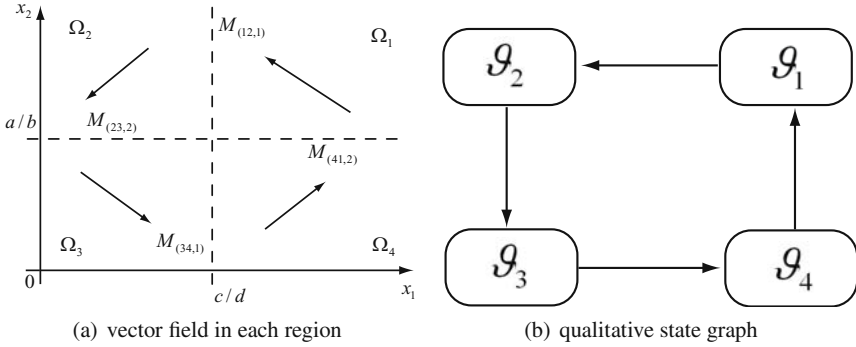 x₂
Ω₂
M₍₁₂,₁₎
Ω₁
a/b
M₍₂₃,₂₎
M₍₄₁,₂₎
Ω₃
M₍₃₄,₁₎
Ω₄
0
c/d
x₁
(a) vector field in each region
𝜗₂
𝜗₁
𝜗₃
𝜗₄
(b) qualitative state graph